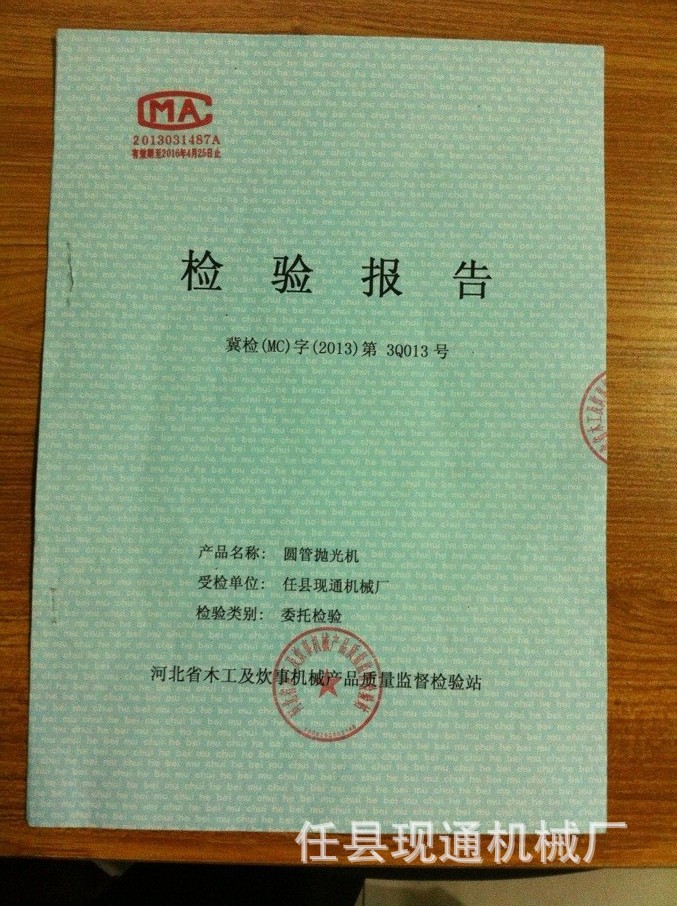 MA
2013031487A
有效期至2016年4月25日止
检 验 报 告
冀检(MC)字(2013)第 3Q013 号
产品名称: 圆管抛光机
受检单位: 任县现通机械厂
检验类别: 委托检验
河北省木工及炊事机械产品质量监督检验站
任县现通机械厂